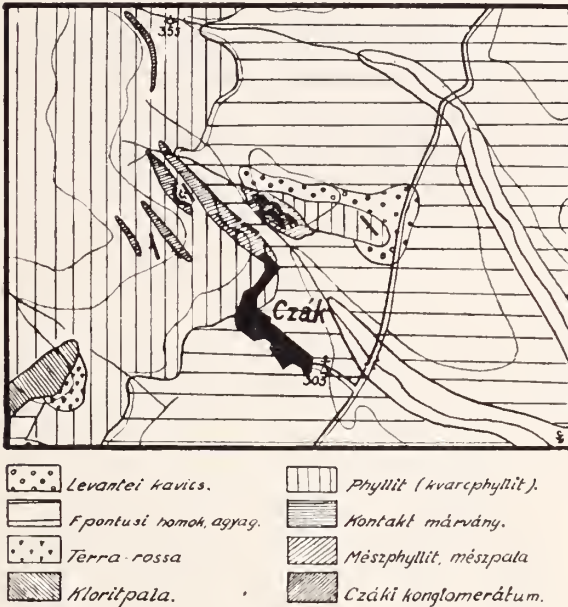 355
Czák
303
Levantei kavics.
F pontusi homok, agyag.
Terra-rossa
Kloritpala.
Phyllit (kvarcphyllit).
Kontakt márvány.
Mészphyllit, mészpala
Czáki konglomerátum.